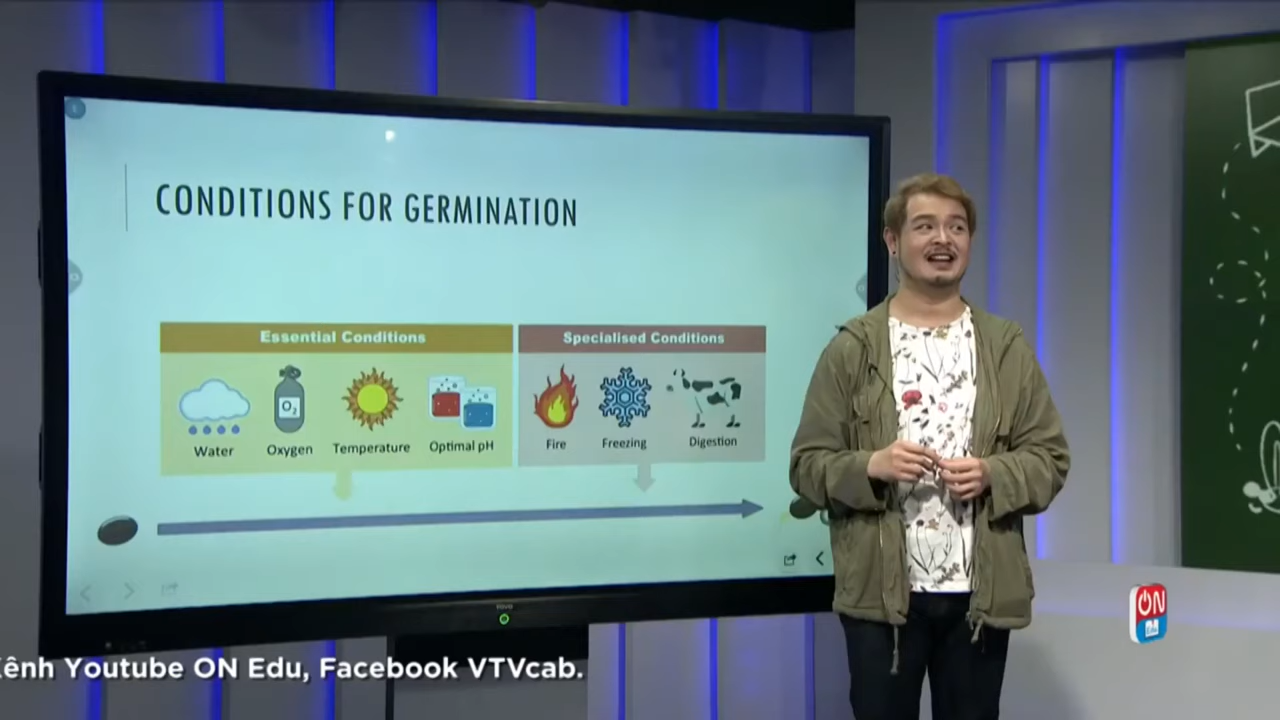 CONDITIONS FOR GERMINATION
Essential Conditions
Specialised Conditions
O2
Water
Oxygen
Temperature
Optimal pH
Fire
Freezing
Digestion
ON
Kênh Youtube ON Edu, Facebook VTVcab.